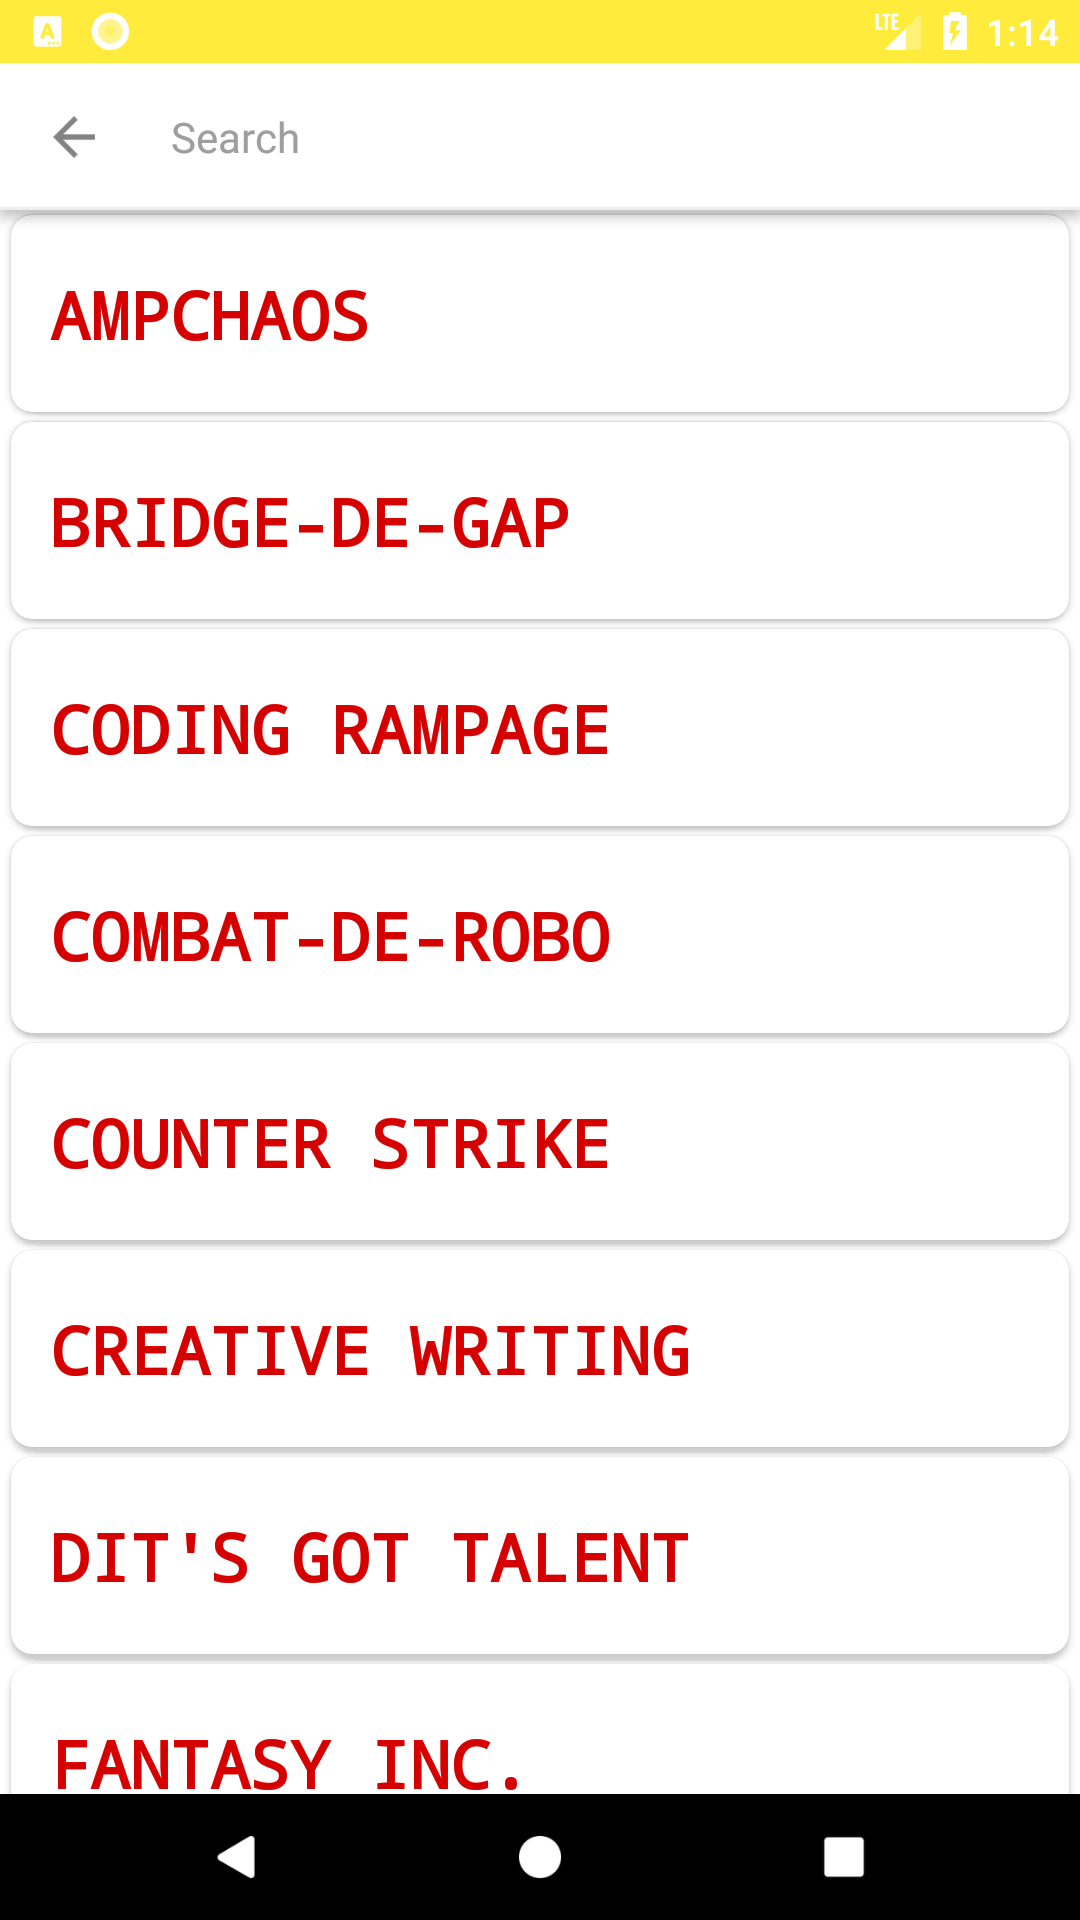 LTE 1:14
Search
AMPCHAOS
BRIDGE-DE-GAP
CODING RAMPAGE
COMBAT-DE-ROBO
COUNTER STRIKE
CREATIVE WRITING
DIT'S GOT TALENT
FANTASY INC.